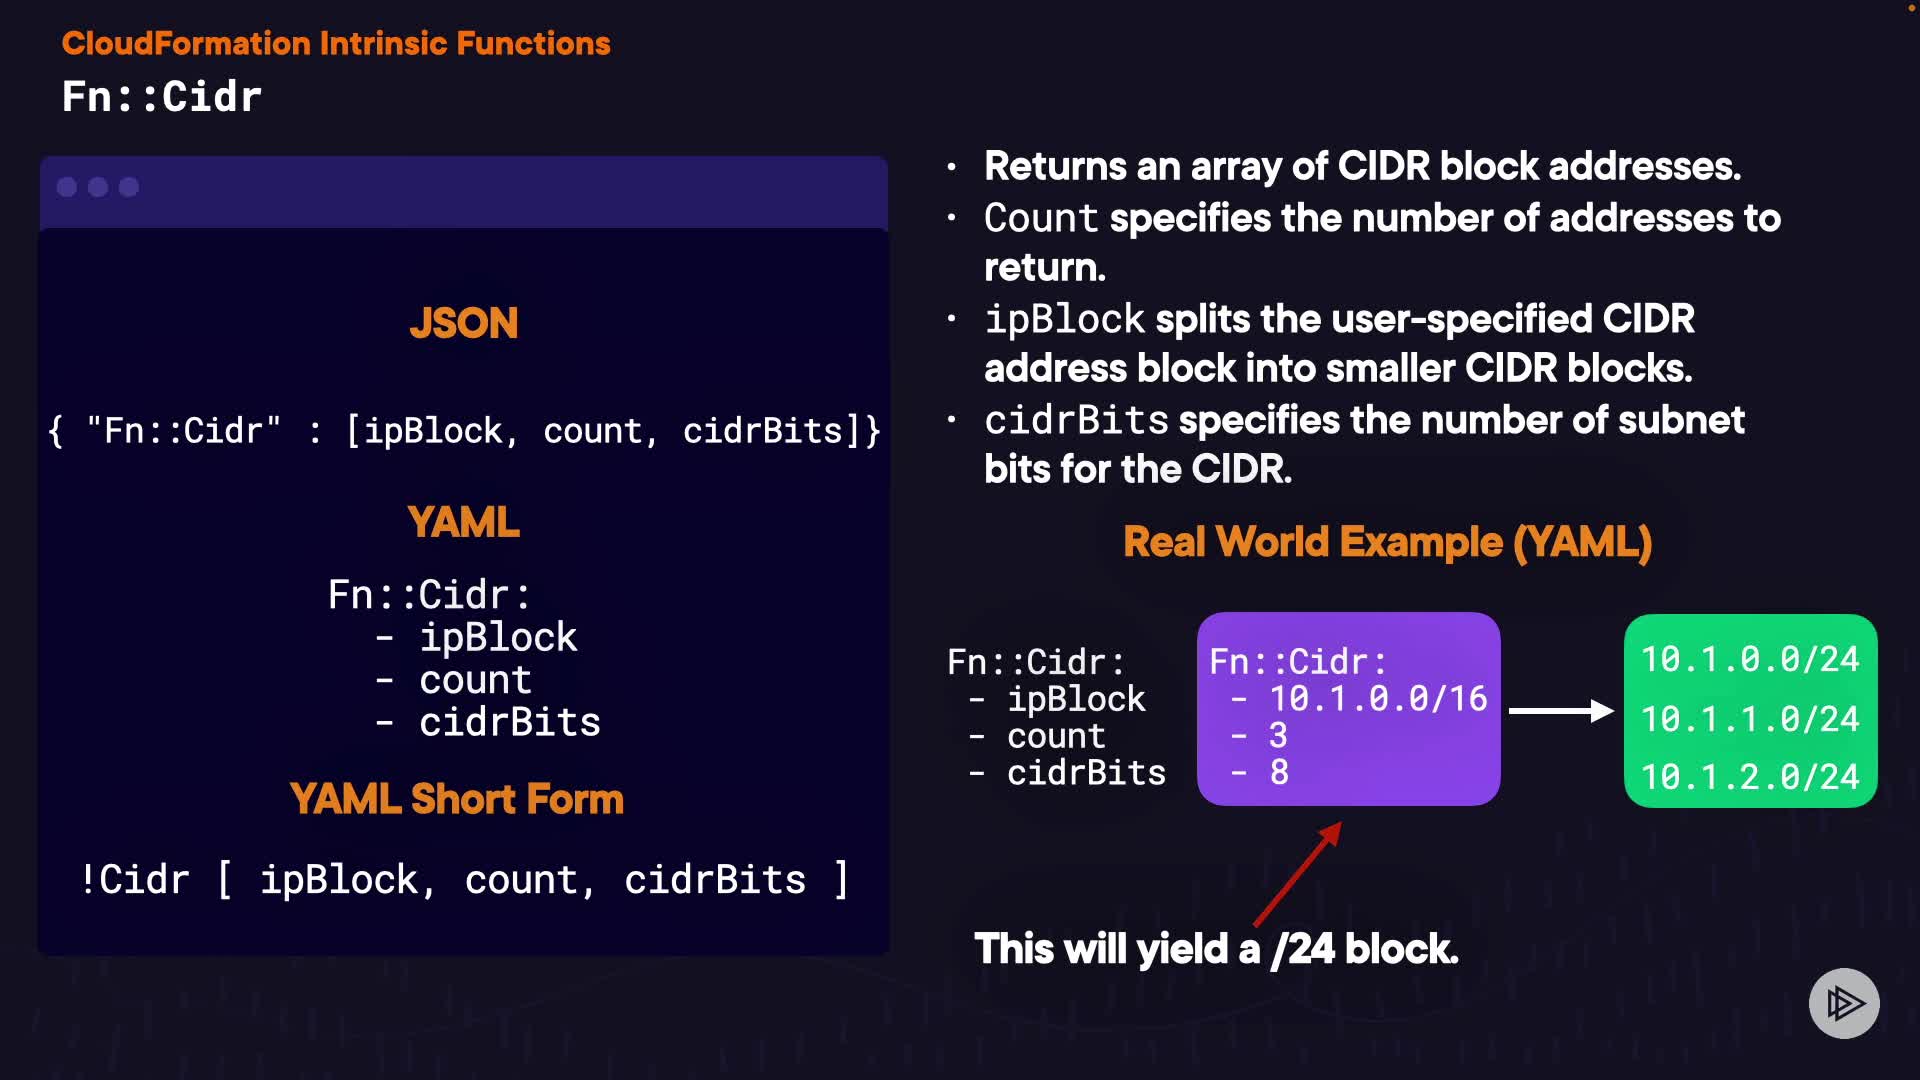 CloudFormation Intrinsic Functions
Fn::Cidr
JSON
{ "Fn::Cidr" : [ipBlock, count, cidrBits]}
YAML
Fn::Cidr:
- ipBlock
- count
- cidrBits
YAML Short Form
!Cidr [ ipBlock, count, cidrBits ]
· Returns an array of CIDR block addresses.
· Count specifies the number of addresses to
return.
· ipBlock splits the user-specified CIDR
address block into smaller CIDR blocks.
· cidrBits specifies the number of subnet
bits for the CIDR.
Real World Example (YAML)
Fn::Cidr:
- ipBlock
- count
- cidrBits
Fn::Cidr:
- 10.1.0.0/16
- 3
- 8
10.1.0.0/24
10.1.1.0/24
10.1.2.0/24
This will yield a /24 block.